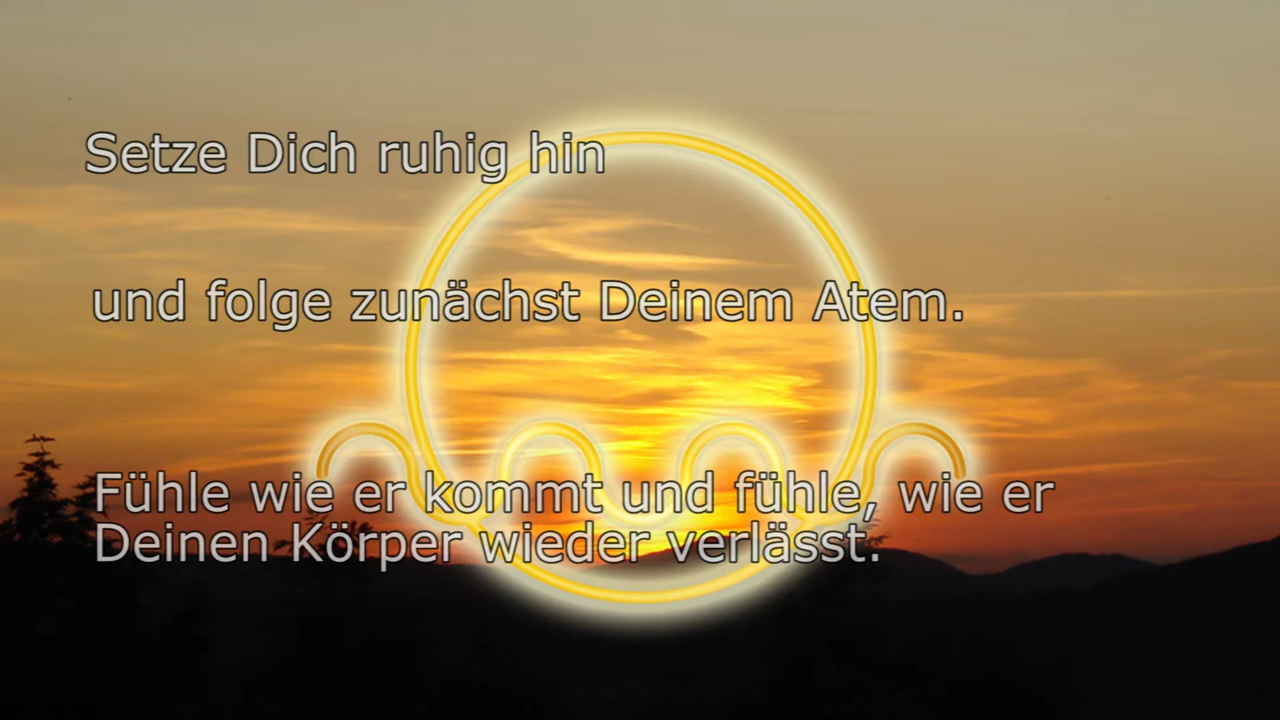 Setze Dich ruhig hin
und folge zunächst Deinem Atem.
Fühle wie er kommt und fühle, wie er
Deinen Körper wieder verlässt.